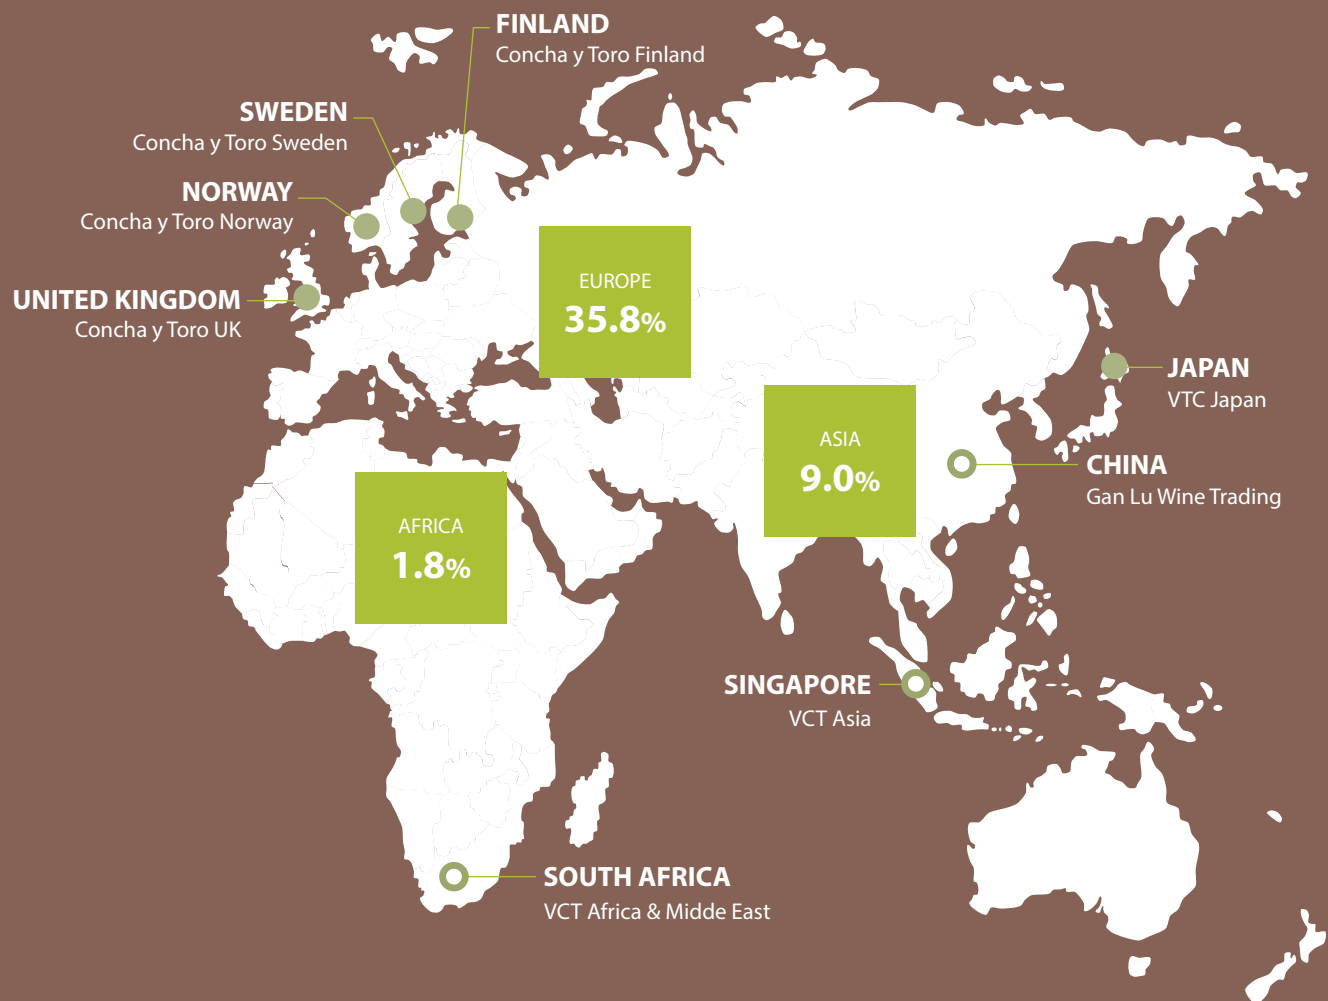 FINLAND
Concha y Toro Finland
SWEDEN
Concha y Toro Sweden
NORWAY
Concha y Toro Norway
UNITED KINGDOM
Concha y Toro UK
EUROPE
35.8%
JAPAN
VTC Japan
ASIA
9.0%
CHINA
Gan Lu Wine Trading
AFRICA
1.8%
SINGAPORE
VCT Asia
SOUTH AFRICA
VCT Africa & Midde East